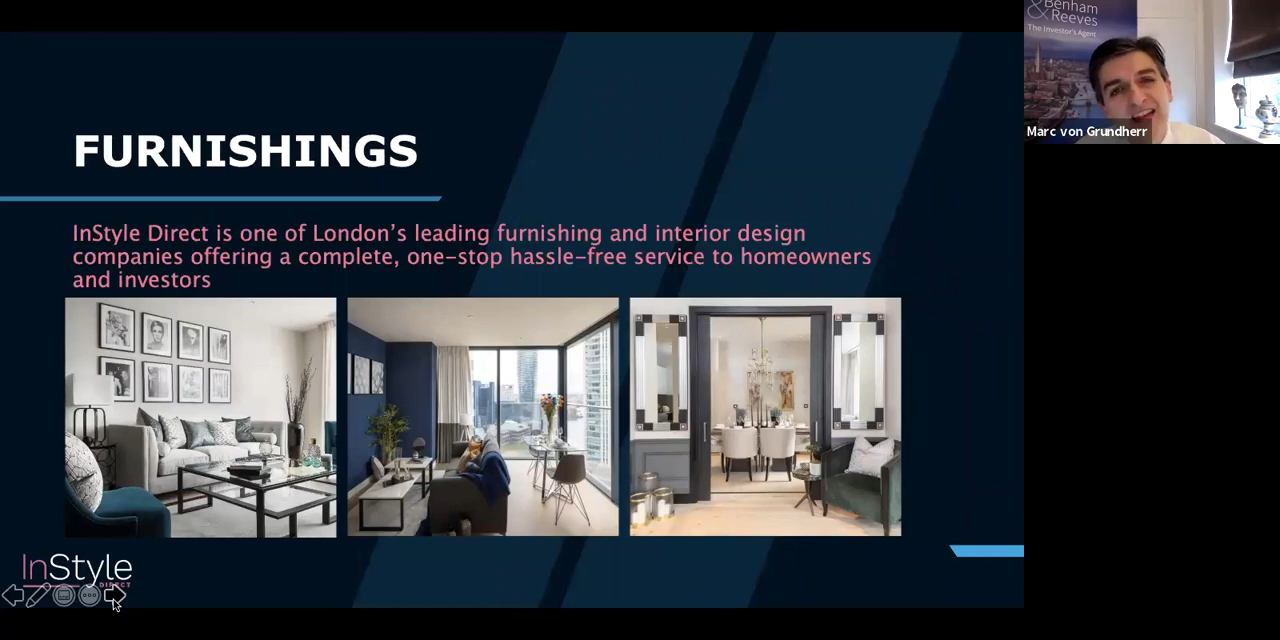 FURNISHINGS
InStyle Direct is one of London’s leading furnishing and interior design
companies offering a complete, one-stop hassle-free service to homeowners
and investors
InStyle
DIRECT
& Benham
Reeves
The Investor's Agent
Marc von Grundherr